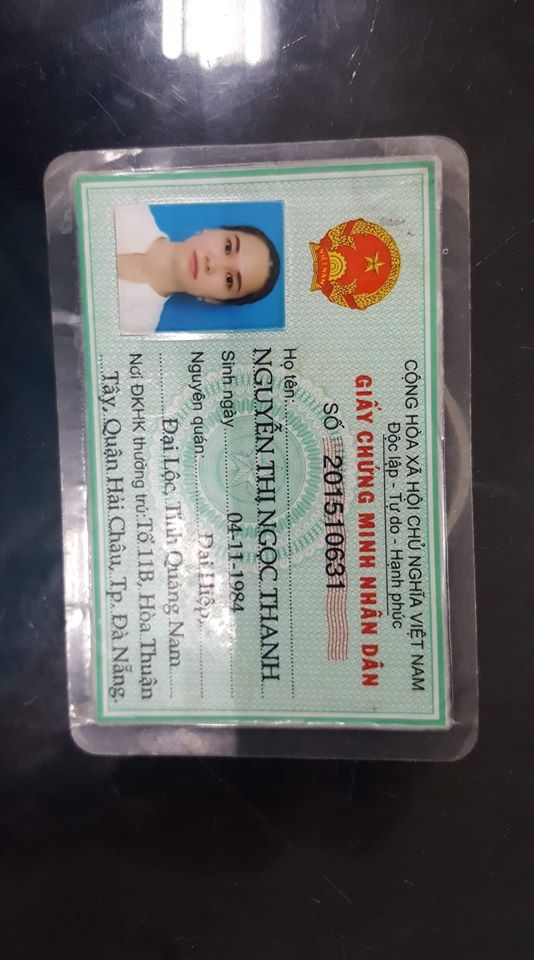 CỘNG HÒA XÃ HỘI CHỦ NGHĨA VIỆT NAM
Độc lập - Tự do - Hạnh phúc
GIẤY CHỨNG MINH NHÂN DÂN
SỐ 201510631
VIỆT NAM
Họ tên:
NGUYỄN THỊ NGỌC THANH
Sinh ngày 04-11-1984
Nguyên quán: Đại Hiệp,
Đại Lộc, Tỉnh Quảng Nam
Nơi ĐKHK thường trú: Tổ 11B, Hòa Thuận
Tây, Quận Hải Châu, Tp. Đà Nẵng.